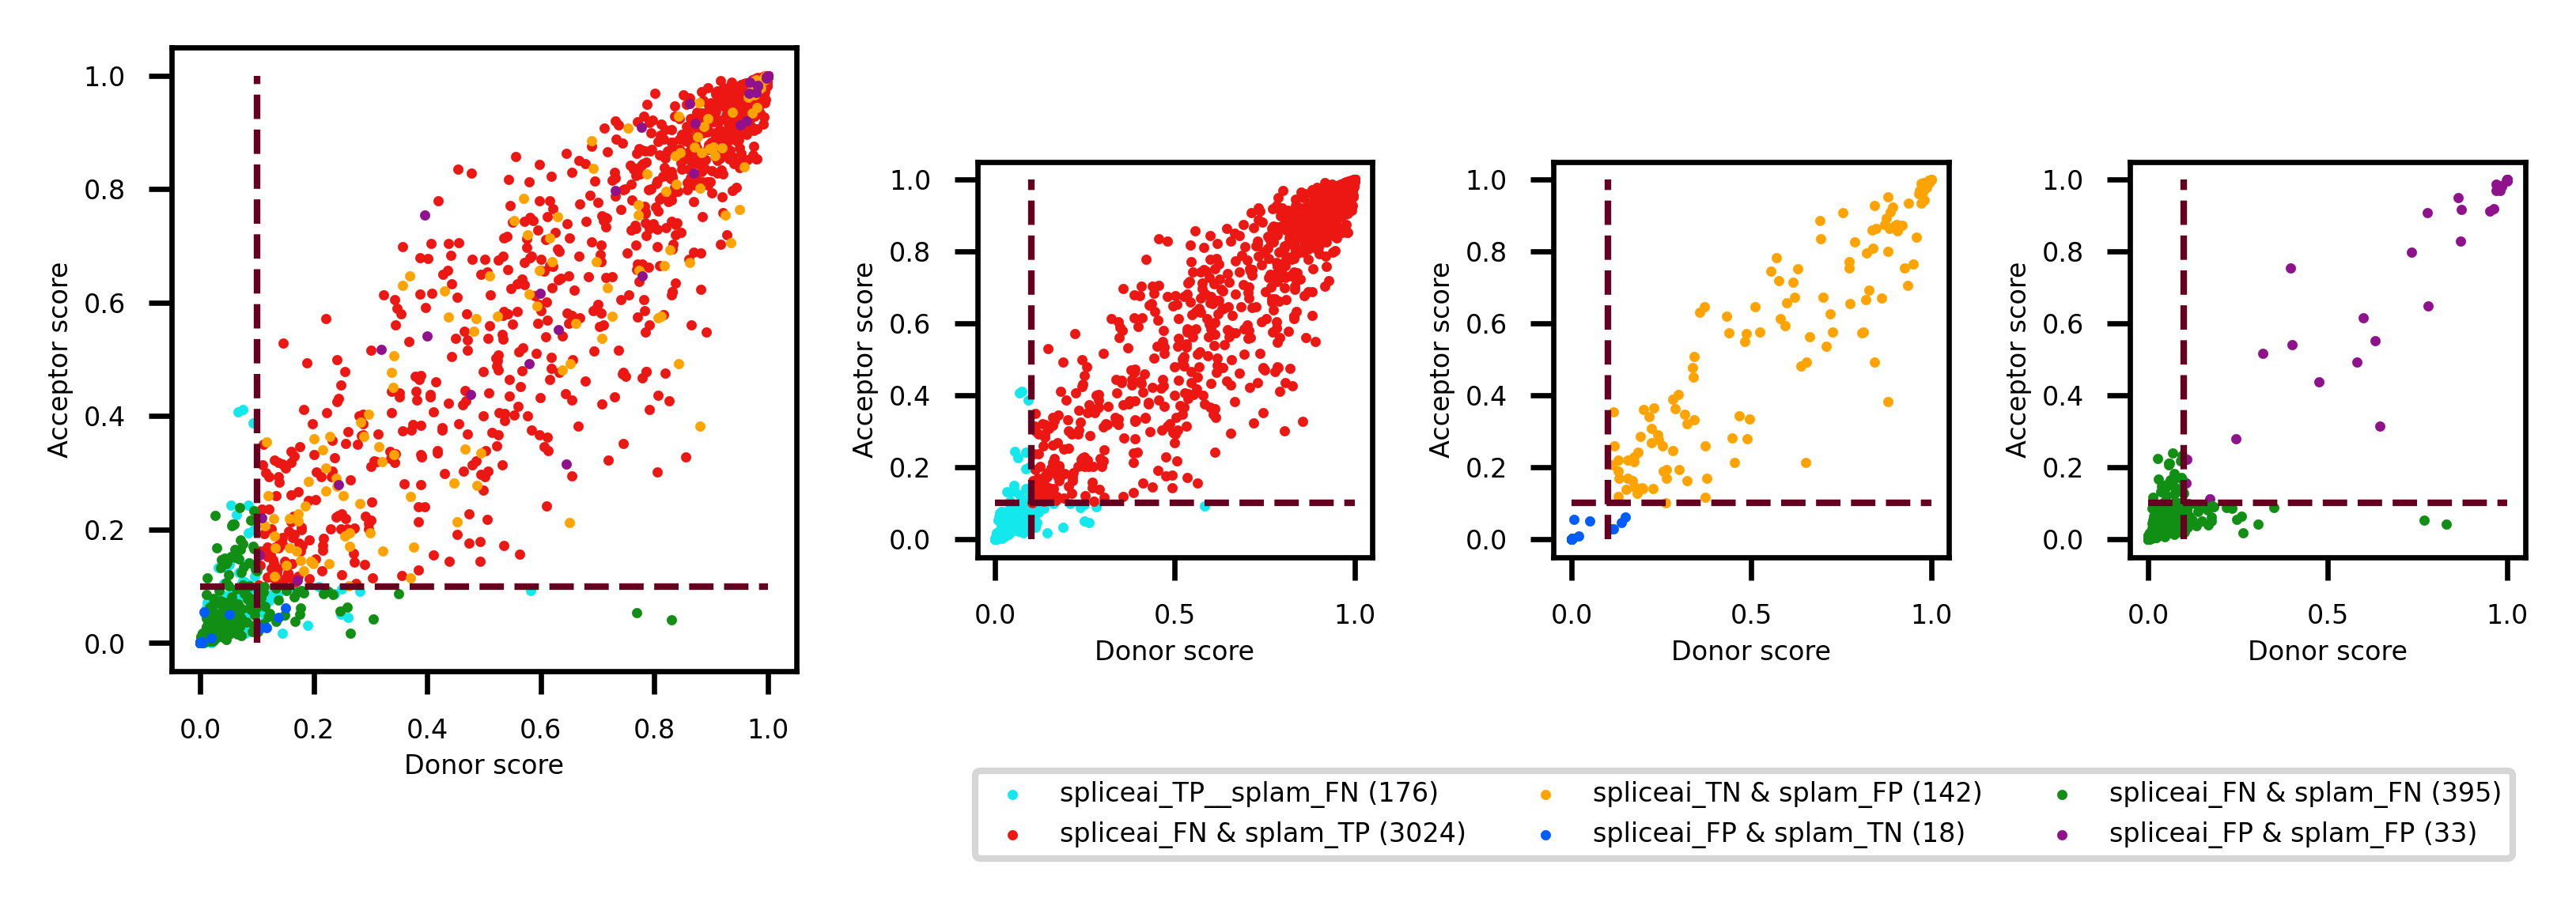 1.0
0.8
0.6
0.4
0.2
0.0
Acceptor score
0.0 0.2 0.4 0.6 0.8 1.0
Donor score
1.0
0.8
0.6
0.4
0.2
0.0
Acceptor score
0.0 0.5 1.0
Donor score
1.0
0.8
0.6
0.4
0.2
0.0
Acceptor score
0.0 0.5 1.0
Donor score
1.0
0.8
0.6
0.4
0.2
0.0
Acceptor score
0.0 0.5 1.0
Donor score
spliceai_TP__splam_FN (176)
spliceai_FN & splam_TP (3024)
spliceai_TN & splam_FP (142)
spliceai_FP & splam_TN (18)
spliceai_FN & splam_FN (395)
spliceai_FP & splam_FP (33)